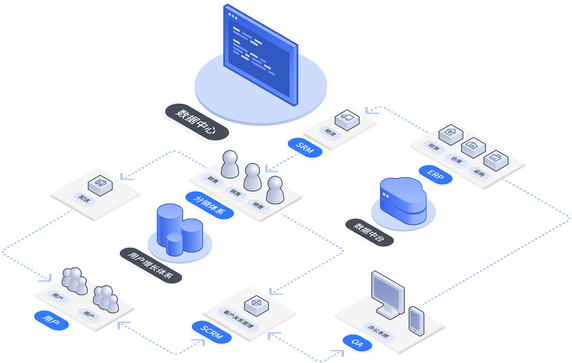 数据中心
物流
SRM
财务
仓库
采购
ERP
销售
销售
销售
分销体系
配送
数据中台
用户增长体系
用户
用户
用户
客户关系管理
SCRM
办公系统
OA